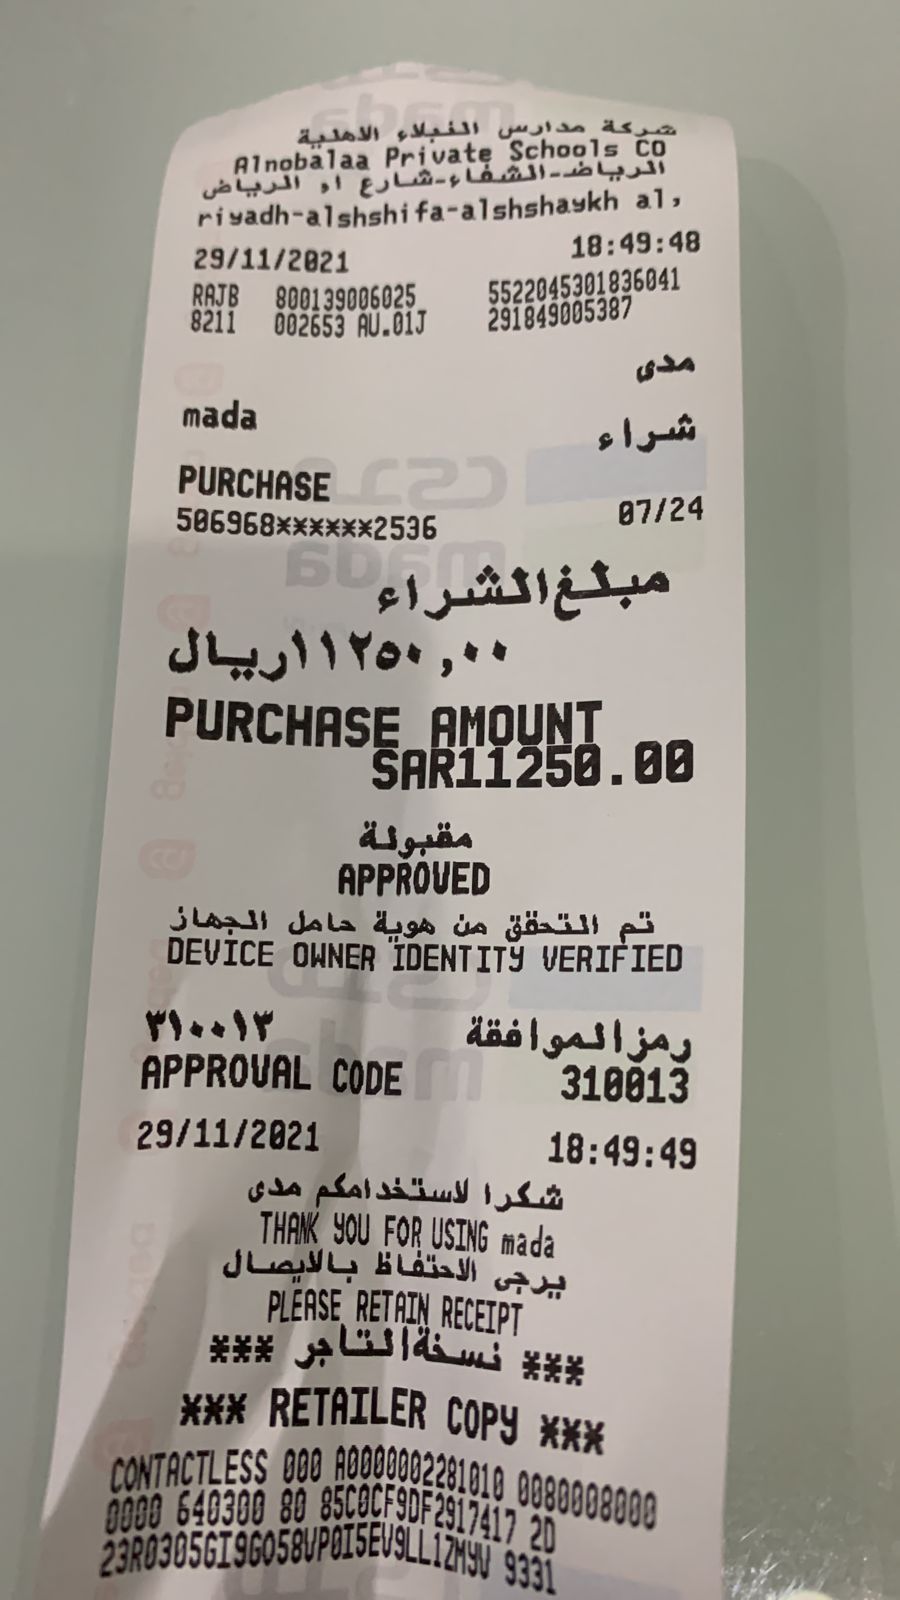 شركة مدارس النبلاء الاهلية
Alnobalaa Private Schools CO
الرياض-الشفاء-شارع او الرياض
riyadh-alshshifa-alshshaykh al,
29/11/2021 18:49:48
RAJB 800139006025 5522045301836041
8211 002653 AU.01J 291849005387
مدى
mada
شراء
PURCHASE
506968******2536 07/24
مبلغ الشراء
١١٢٥٠,٠٠ ريال
PURCHASE AMOUNT
SAR11250.00
مقبولة
APPROVED
تم التحقق من هوية حامل الجهاز
DEVICE OWNER IDENTITY VERIFIED
رمز الموافقة ٣١٠٠١٣
APPROVAL CODE 310013
29/11/2021 18:49:49
شكرا لاستخدامكم مدى
THANK YOU FOR USING mada
يرجى الاحتفاظ بالايصال
PLEASE RETAIN RECEIPT
*** نسخة التاجر ***
*** RETAILER COPY ***
CONTACTLESS 000 A0000002281010 0080008000
0000 640300 80 85C0CF9DF2917417 2D
23R0305GI9GO58VP0I5EV9LL1ZMYV 9331